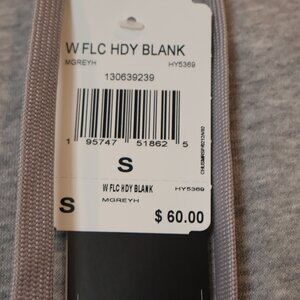 W FLC HDY BLANK
MGREYH HY5369
130639239
1 95747 51862 5
S
W FLC HDY BLANK HY5369
MGREYH
S
$ 60.00